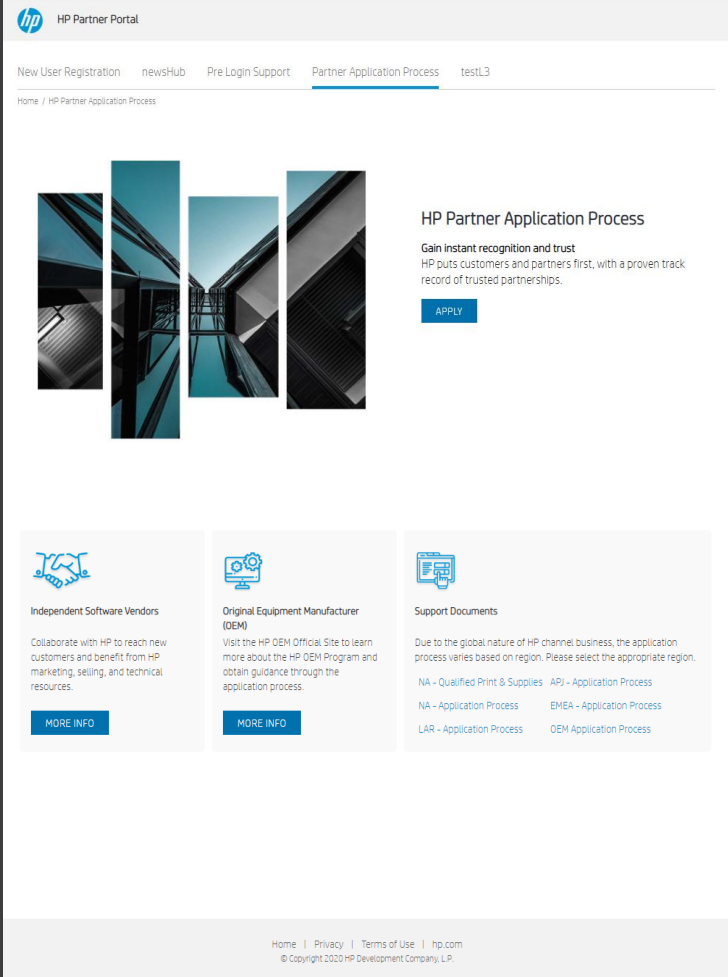 hp
HP Partner Portal
New User Registration newsHub Pre Login Support Partner Application Process testL3
Home / HP Partner Application Process
HP Partner Application Process
Gain instant recognition and trust
HP puts customers and partners first, with a proven track
record of trusted partnerships.
APPLY
Independent Software Vendors
Collaborate with HP to reach new
customers and benefit from HP
marketing, selling, and technical
resources.
MORE INFO
Original Equipment Manufacturer
(OEM)
Visit the HP OEM Official Site to learn
more about the HP OEM Program and
obtain guidance through the
application process.
MORE INFO
Support Documents
Due to the global nature of HP channel business, the application
process varies based on region. Please select the appropriate region.
NA - Qualified Print & Supplies APJ - Application Process
NA - Application Process EMEA - Application Process
LAR - Application Process OEM Application Process
Home | Privacy | Terms of Use | hp.com
© Copyright 2020 HP Development Company, L.P.